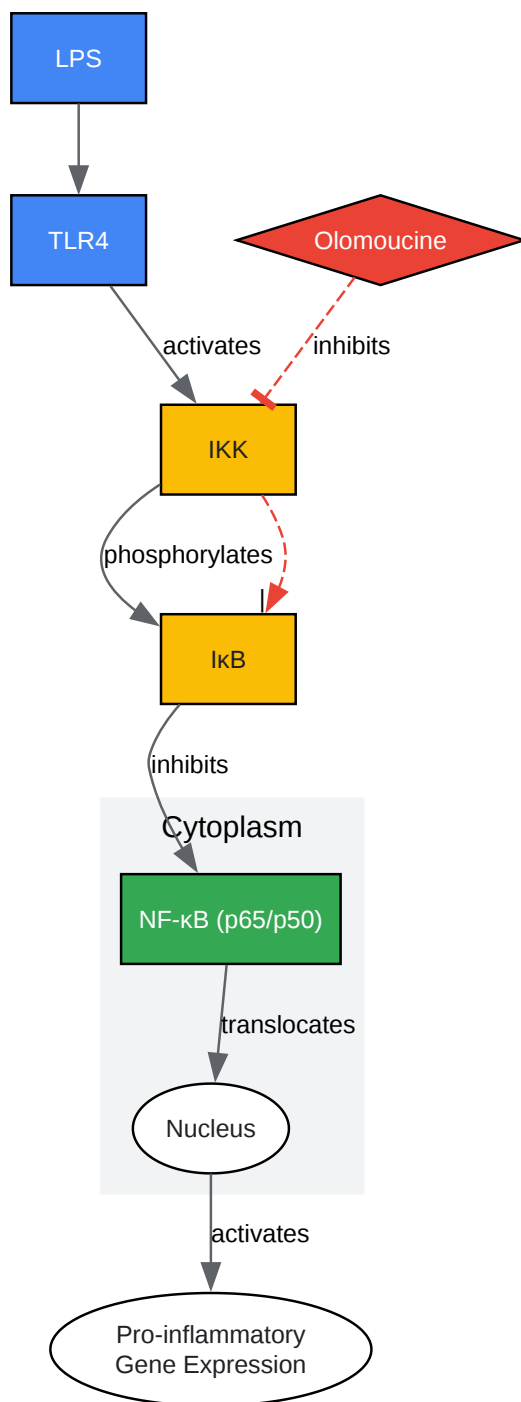 LPS
TLR4
Olomoucine
activates
inhibits
IKK
phosphorylates
IκB
inhibits
Cytoplasm
NF-κB (p65/p50)
translocates
Nucleus
activates
Pro-inflammatory
Gene Expression